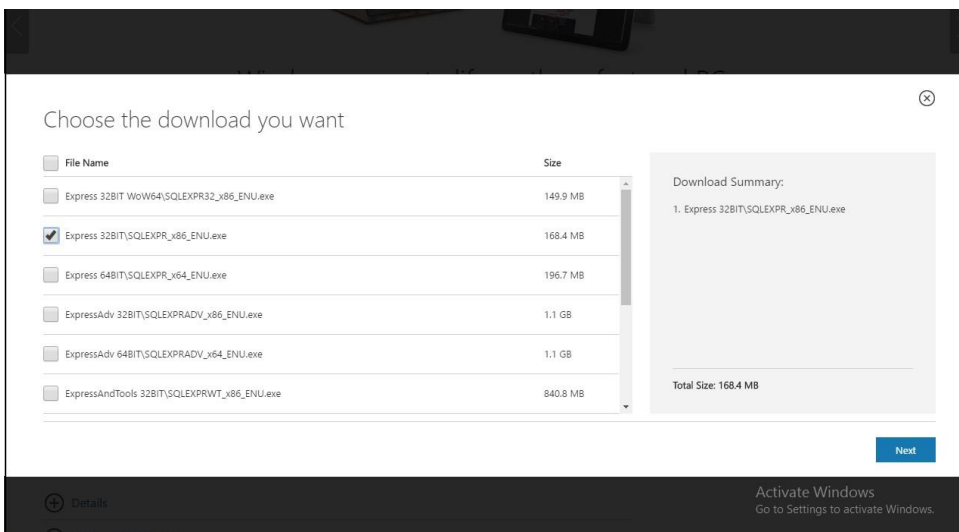 Choose the download you want
File Name Size
Express 32BIT WoW64\SQLEXPR32_x86_ENU.exe 149.9 MB
Express 32BIT\SQLEXPR_x86_ENU.exe 168.4 MB
Express 64BIT\SQLEXPR_x64_ENU.exe 196.7 MB
ExpressAdv 32BIT\SQLEXPRADV_x86_ENU.exe 1.1 GB
ExpressAdv 64BIT\SQLEXPRADV_x64_ENU.exe 1.1 GB
ExpressAndTools 32BIT\SQLEXPRWT_x86_ENU.exe 840.8 MB
Download Summary:
1. Express 32BIT\SQLEXPR_x86_ENU.exe
Total Size: 168.4 MB
Next
Details
Activate Windows
Go to Settings to activate Windows.